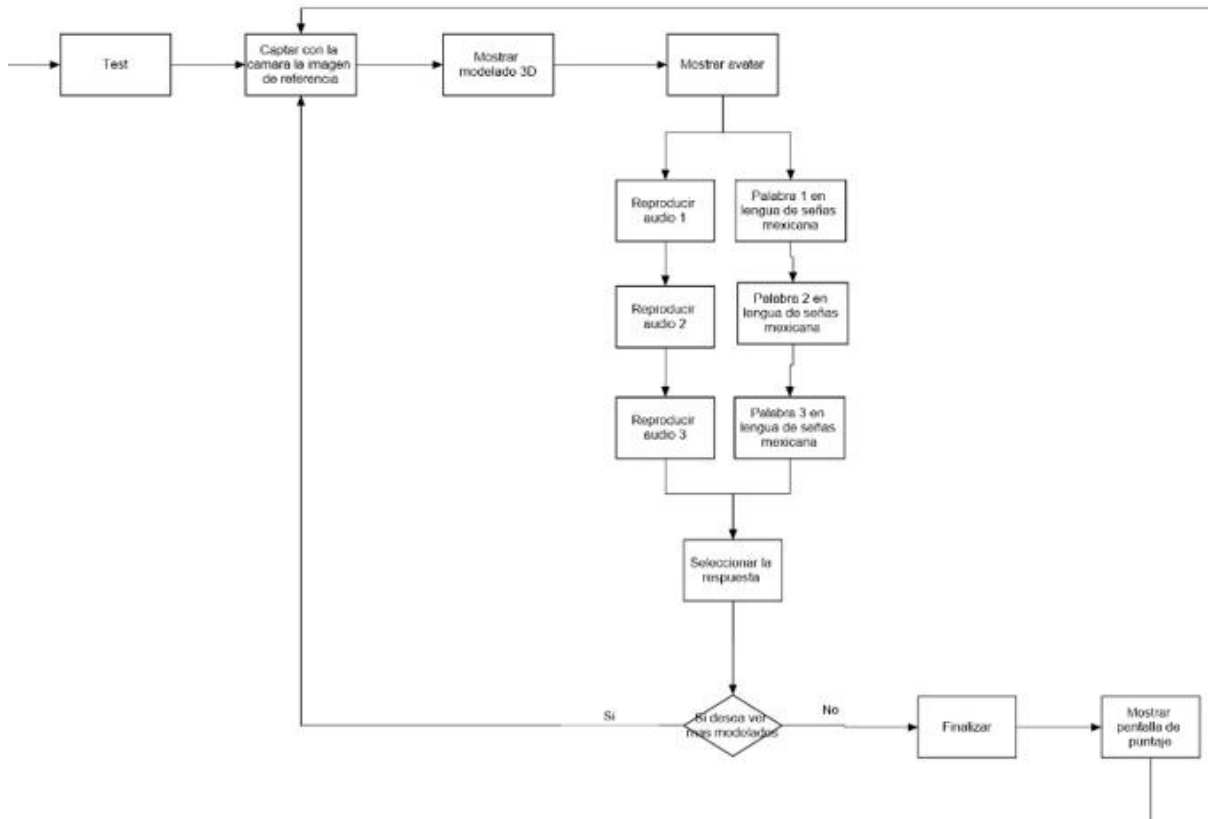 Test
Captar con la
camara la imagen
de referencia
Mostrar
modelado 3D
Mostrar avatar
Reproducir
audio 1
Palabra 1 en
lengua de señas
mexicana
Reproducir
audio 2
Palabra 2 en
lengua de señas
mexicana
Reproducir
audio 3
Palabra 3 en
lengua de señas
mexicana
Seleccionar la
respuesta
Si desea ver
mas modelados
Si
No
Finalizar
Mostrar
pantalla de
puntaje